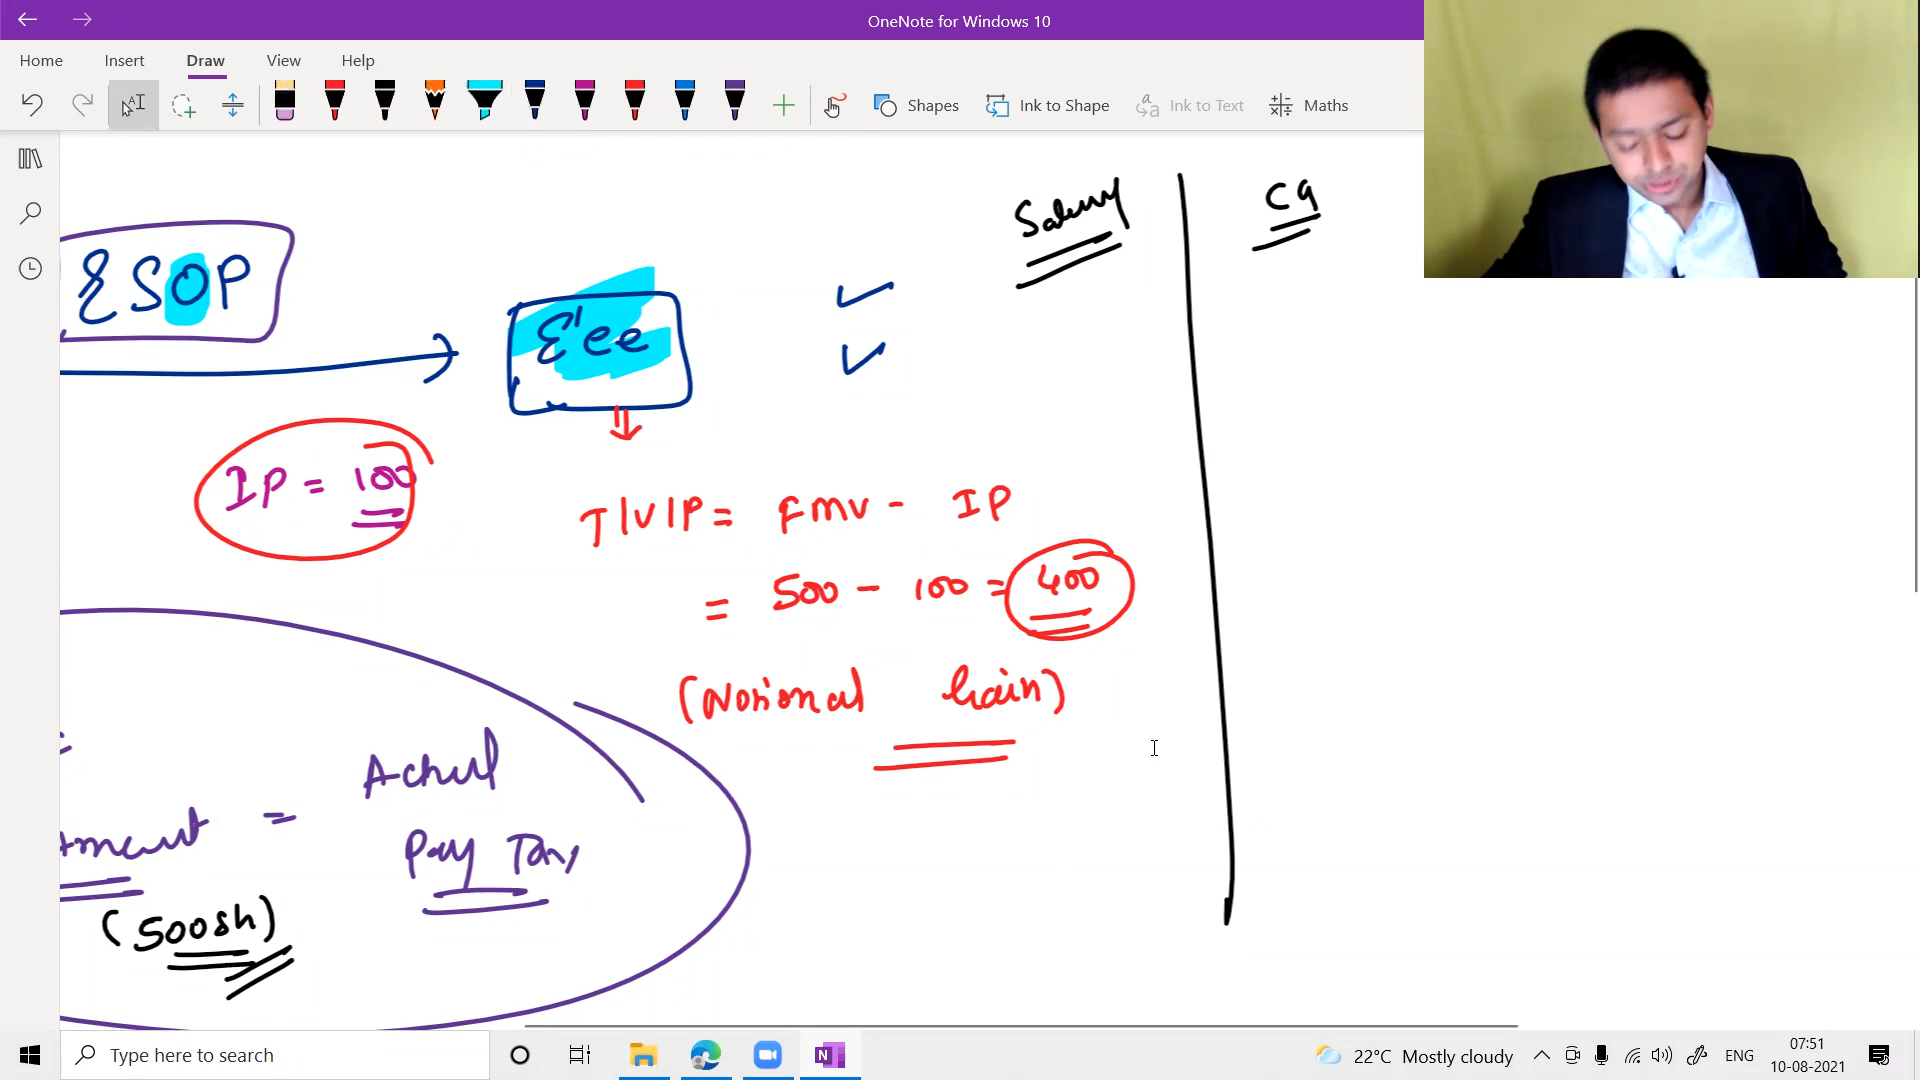 OneNote for Windows 10
Home Insert Draw View Help
Shapes Ink to Shape Ink to Text Maths
Salary CG
ESOP
E'ee
IP = 100
T/V/P = FMV - IP
= 500 - 100 = 400
(Notional Gain)
Actual
Amount =
Pay Tax
(500sh)
Type here to search
22°C Mostly cloudy
ENG
07:51
10-08-2021